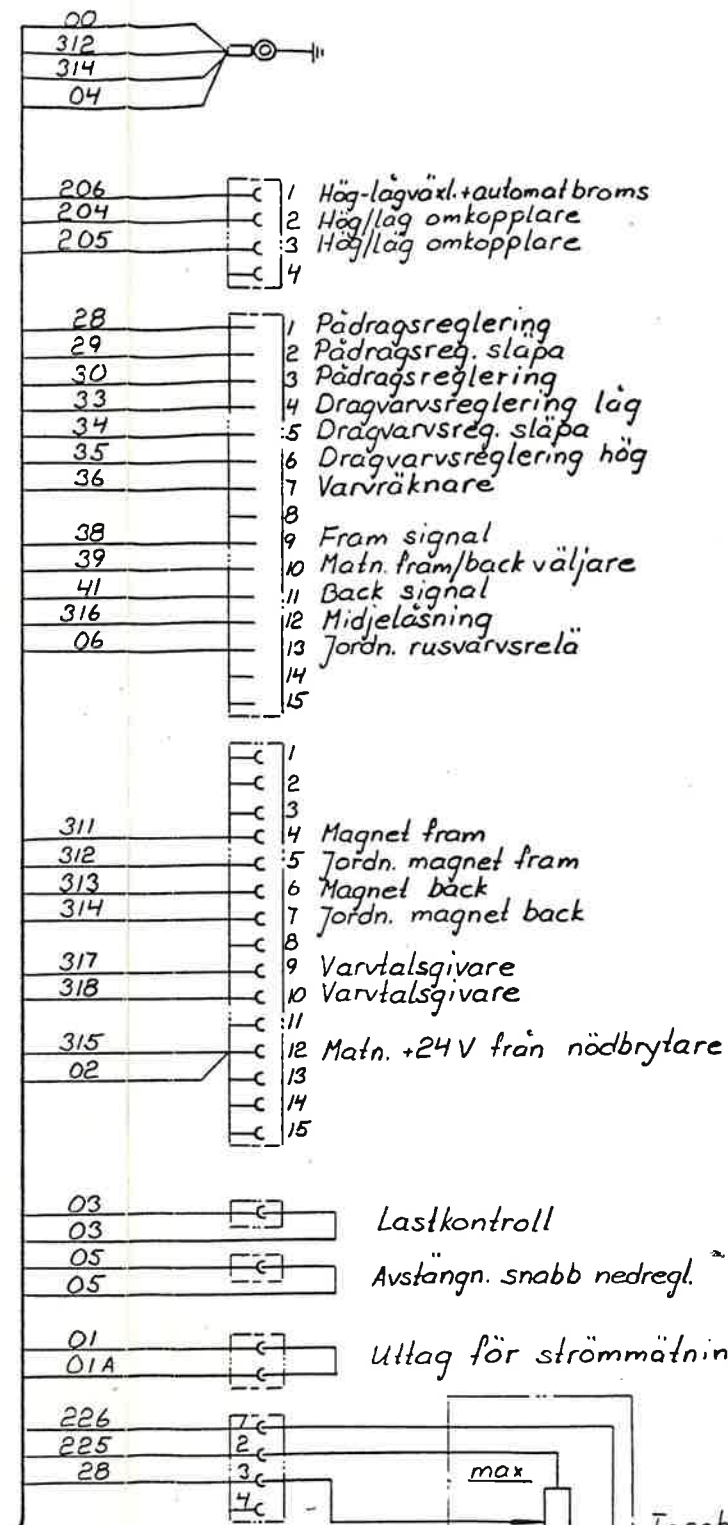 00
312
314
04
206 1 Hög-lågväxl.+automatbroms
204 2 Hög/låg omkopplare
205 3 Hög/låg omkopplare
4
28 1 Pådragsreglering
29 2 Pådragsreg. släpa
30 3 Pådragsreglering
33 4 Dragvarvsreglering låg
34 5 Dragvarvsreg. släpa
35 6 Dragvarvsreglering hög
36 7 Varvräknare
8
38 9 Fram signal
39 10 Matn. fram/back väljare
41 11 Back signal
316 12 Midjelåsning
06 13 Jordn. rusvarvsrelä
14
15
1
2
3
311 4 Magnet fram
312 5 Jordn. magnet fram
313 6 Magnet back
314 7 Jordn. magnet back
8
317 9 Varvtalsgivare
318 10 Varvtalsgivare
11
315 12 Matn. +24 V från nödbrytare
02 13
14
15
03
03 Lastkontroll
05
05 Avstängn. snabb nedregl.
01 Uttag för strömmätnin
01A
226 1
225 2
28 3 max
4